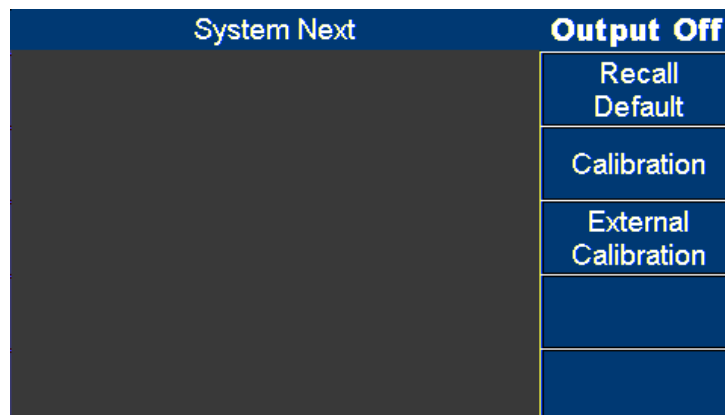 System Next
Output Off
Recall
Default
Calibration
External
Calibration